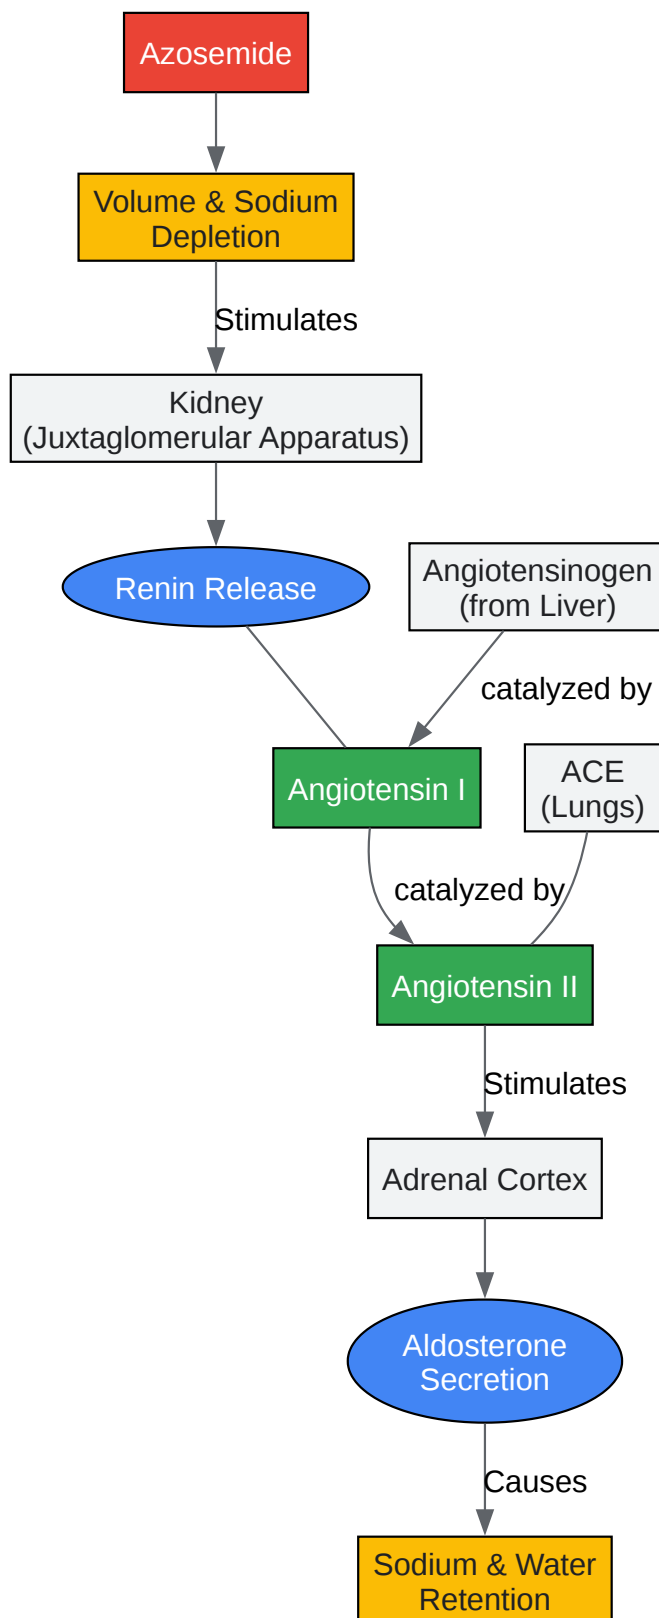 Azosemide
Volume & Sodium
Depletion
Stimulates
Kidney
(Juxtaglomerular Apparatus)
Renin Release
Angiotensinogen
(from Liver)
catalyzed by
Angiotensin I
ACE
(Lungs)
catalyzed by
Angiotensin II
Stimulates
Adrenal Cortex
Aldosterone
Secretion
Causes
Sodium & Water
Retention